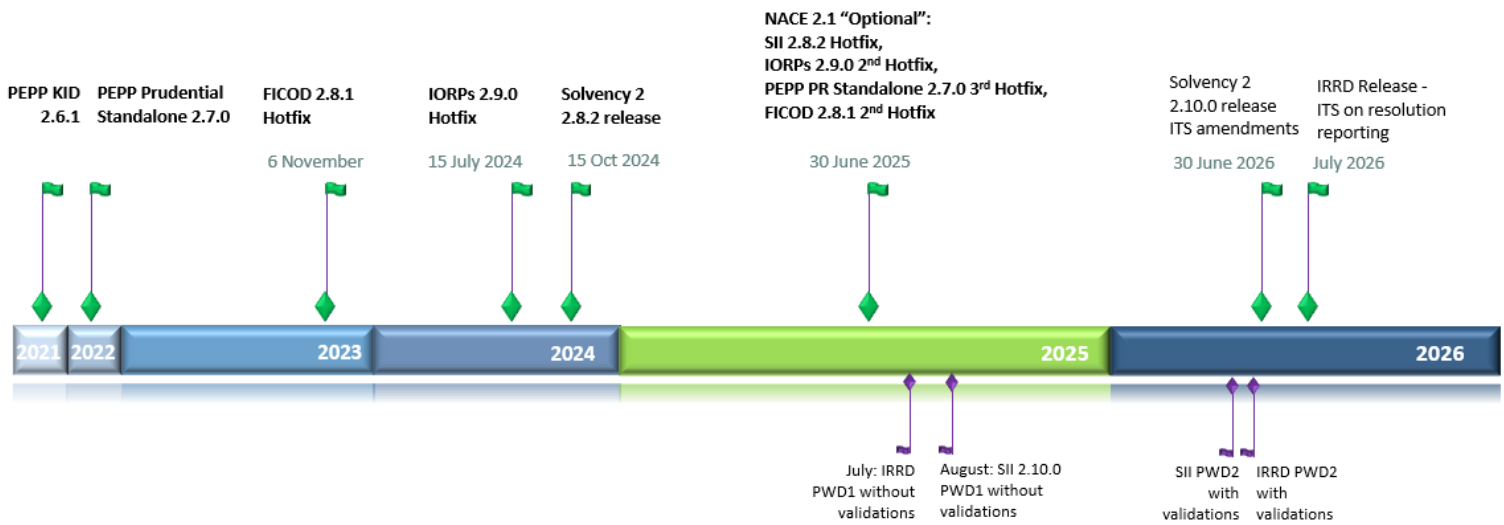 NACE 2.1 “Optional”:
SII 2.8.2 Hotfix,
IORPs 2.9.0 2nd Hotfix,
PEPP PR Standalone 2.7.0 3rd Hotfix,
FICOD 2.8.1 2nd Hotfix
30 June 2025
PEPP KID
2.6.1
PEPP Prudential
Standalone 2.7.0
FICOD 2.8.1
Hotfix
6 November
IORPs 2.9.0
Hotfix
15 July 2024
Solvency 2
2.8.2 release
15 Oct 2024
Solvency 2
2.10.0 release
ITS amendments
30 June 2026
IRRD Release -
ITS on resolution
reporting
July 2026
2021
2022
2023
2024
2025
2026
July: IRRD
PWD1 without
validations
August: SII 2.10.0
PWD1 without
validations
SII PWD2
with
validations
IRRD PWD2
with
validations